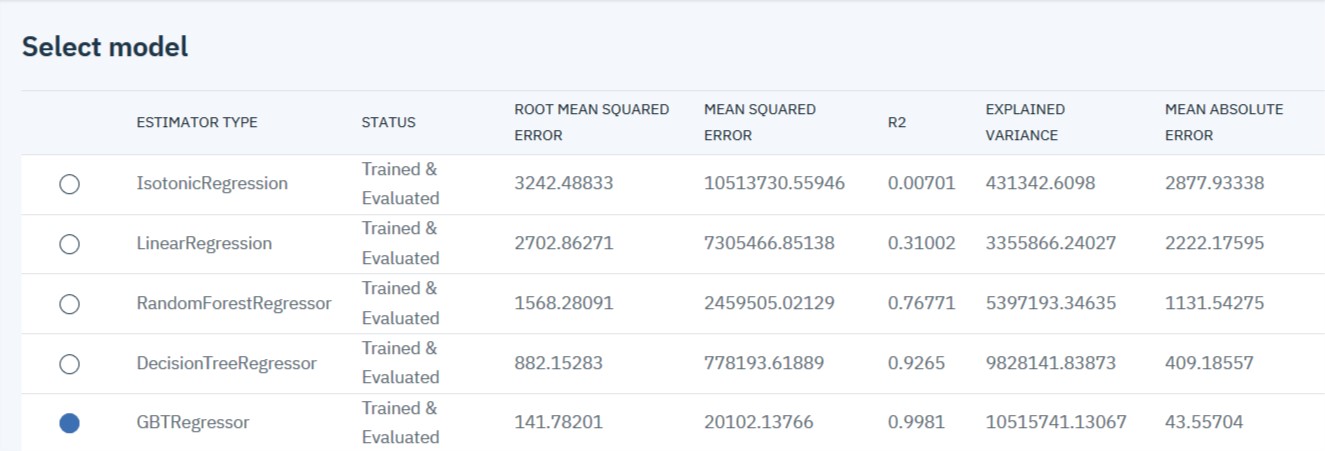 Select model
ESTIMATOR TYPE STATUS ROOT MEAN SQUARED ERROR MEAN SQUARED ERROR R2 EXPLAINED VARIANCE MEAN ABSOLUTE ERROR
IsotonicRegression Trained & Evaluated 3242.48833 10513730.55946 0.00701 431342.6098 2877.93338
LinearRegression Trained & Evaluated 2702.86271 7305466.85138 0.31002 3355866.24027 2222.17595
RandomForestRegressor Trained & Evaluated 1568.28091 2459505.02129 0.76771 5397193.34635 1131.54275
DecisionTreeRegressor Trained & Evaluated 882.15283 778193.61889 0.9265 9828141.83873 409.18557
GBTRegressor Trained & Evaluated 141.78201 20102.13766 0.9981 10515741.13067 43.55704